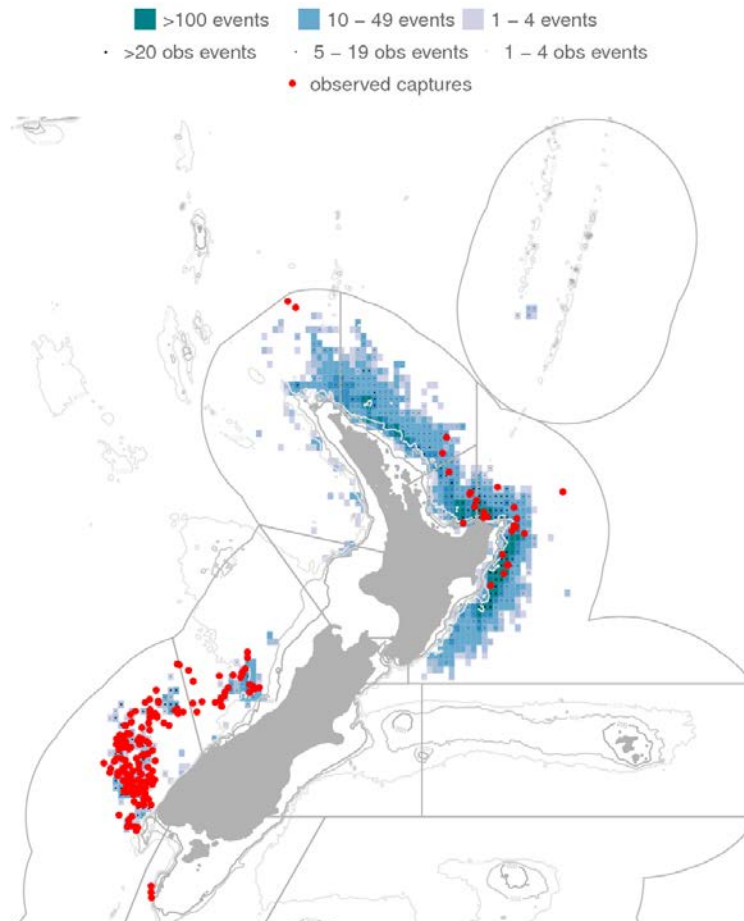 >100 events 10 – 49 events 1 – 4 events
>20 obs events 5 – 19 obs events 1 – 4 obs events
observed captures